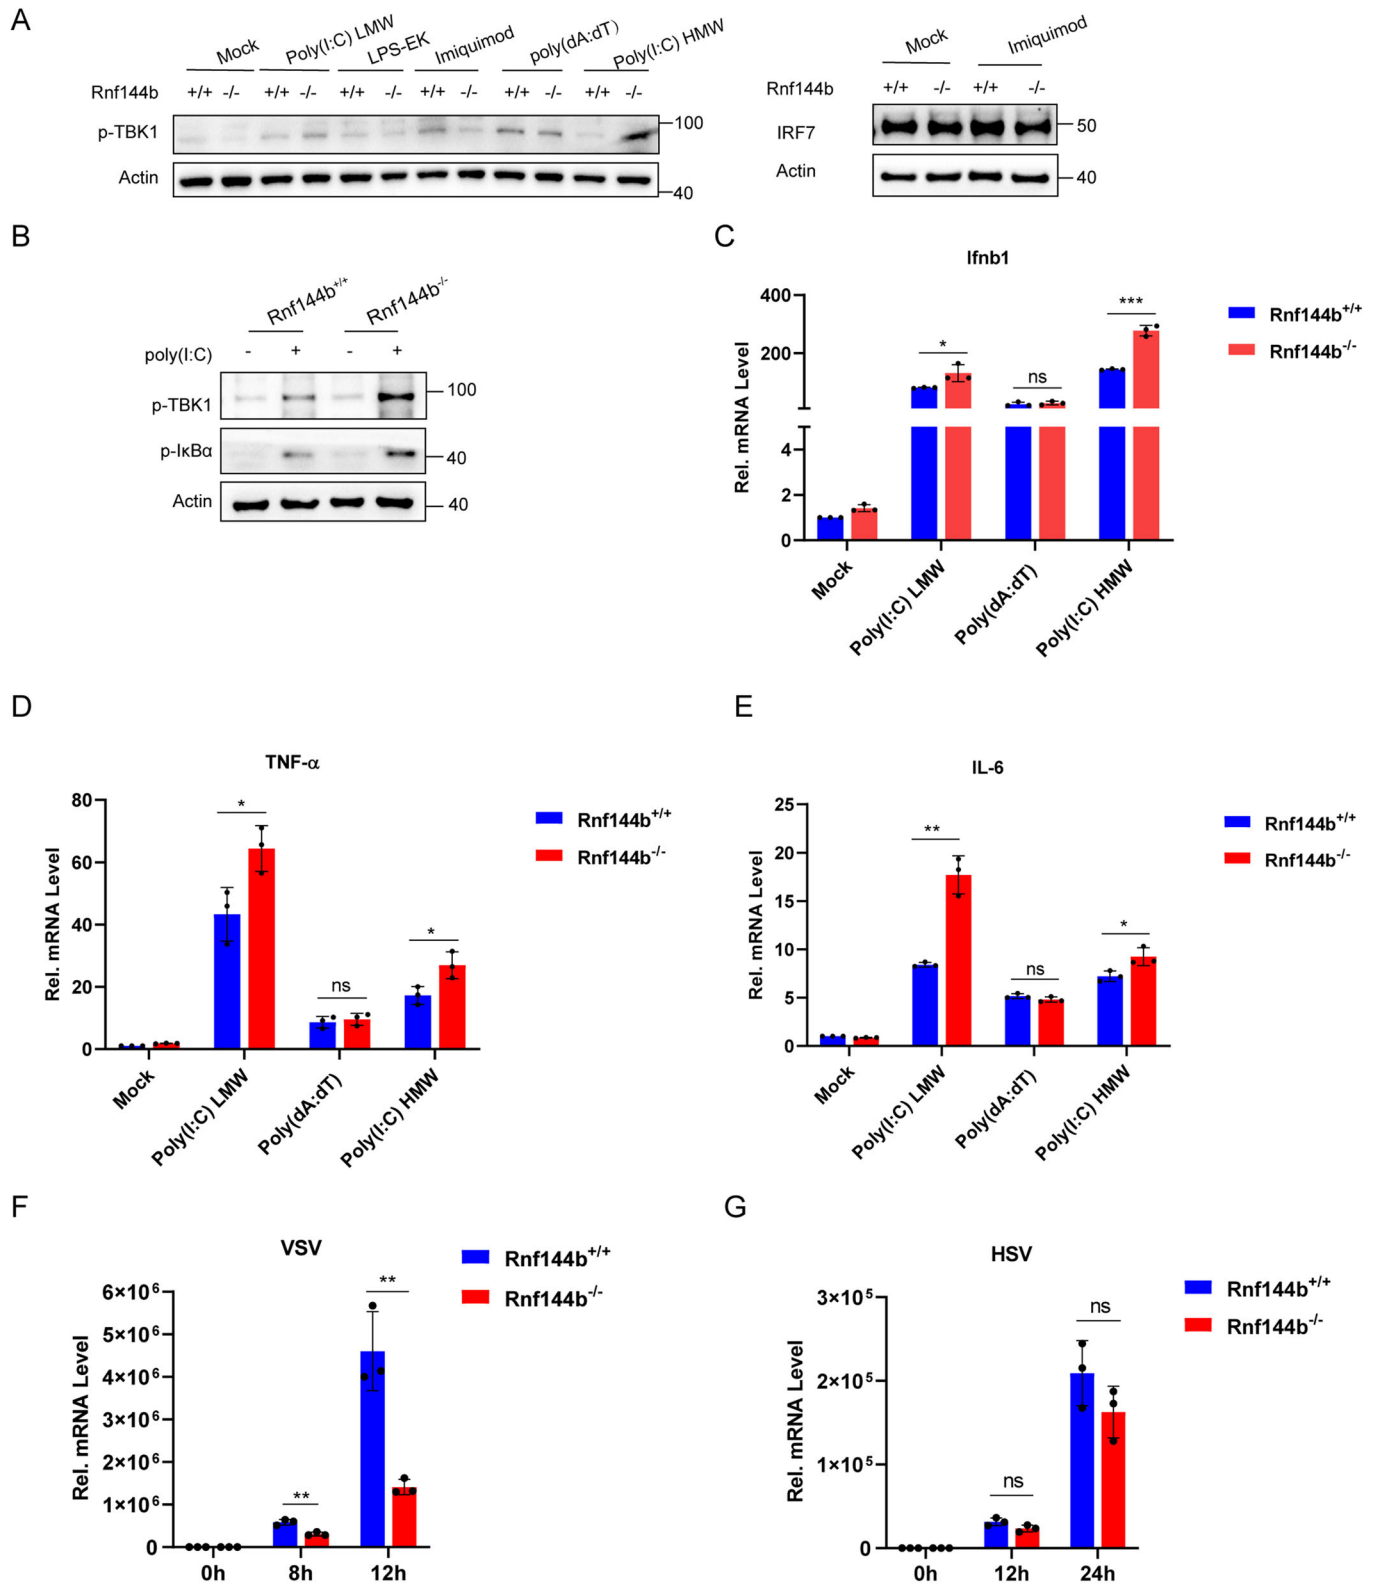 A
Mock Poly(I:C) LMW LPS-EK Imiquimod poly(dA:dT) Poly(I:C) HMW
Rnf144b +/+ -/- +/+ -/- +/+ -/- +/+ -/- +/+ -/- +/+ -/-
p-TBK1 100
Actin 40
Mock Imiquimod
Rnf144b +/+ -/- +/+ -/-
IRF7 50
Actin 40
B
Rnf144b+/+ Rnf144b-/-
poly(I:C) - + - +
p-TBK1 100
p-IκBα 40
Actin 40
C
Ifnb1
Rel. mRNA Level
400
200
4
2
0
* ns ***
Mock Poly(I:C) LMW Poly(dA:dT) Poly(I:C) HMW
Rnf144b+/+
Rnf144b-/-
D
TNF-α
Rel. mRNA Level
80
60
40
20
0
* ns *
Mock Poly(I:C) LMW Poly(dA:dT) Poly(I:C) HMW
Rnf144b+/+
Rnf144b-/-
E
IL-6
Rel. mRNA Level
25
20
15
10
5
0
** ns *
Mock Poly(I:C) LMW Poly(dA:dT) Poly(I:C) HMW
Rnf144b+/+
Rnf144b-/-
F
VSV
Rel. mRNA Level
6×10⁶
5×10⁶
4×10⁶
3×10⁶
2×10⁶
1×10⁶
0
** **
0h 8h 12h
Rnf144b+/+
Rnf144b-/-
G
HSV
Rel. mRNA Level
3×10⁵
2×10⁵
1×10⁵
0
ns ns
0h 12h 24h
Rnf144b+/+
Rnf144b-/-